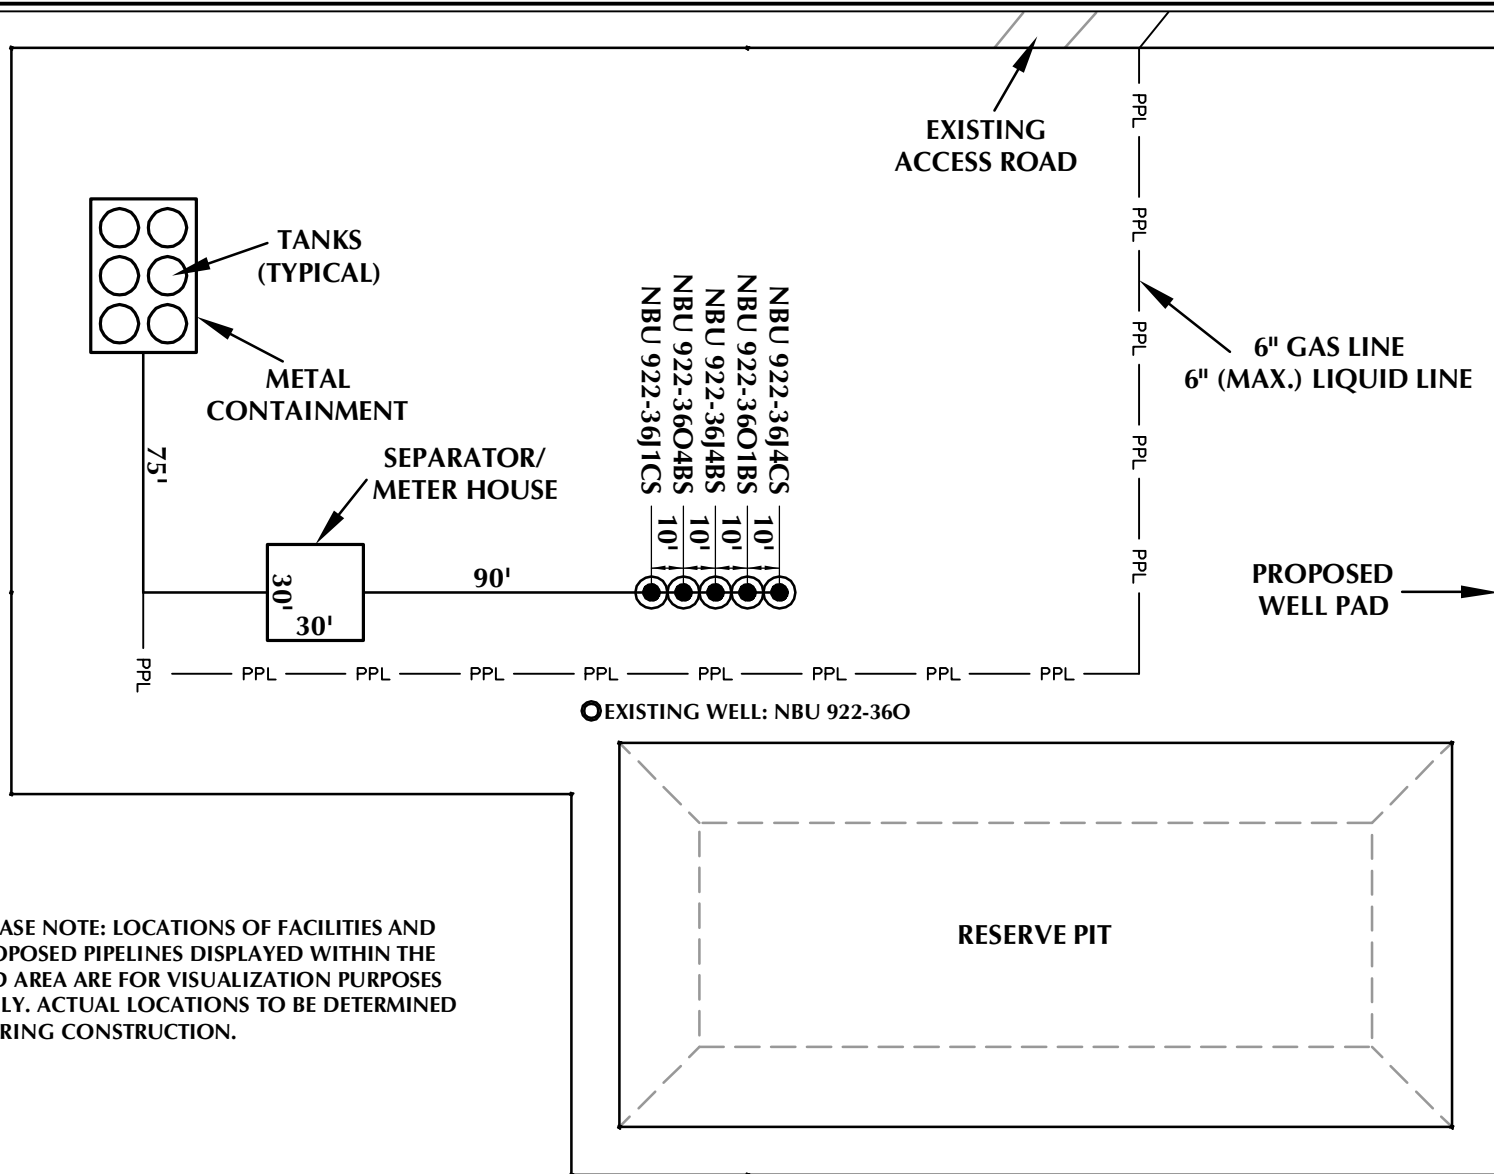 EXISTING
ACCESS ROAD
PPL
PPL
PPL
PPL
PPL
TANKS
(TYPICAL)
METAL
CONTAINMENT
6" GAS LINE
6" (MAX.) LIQUID LINE
NBU 922-36J1CS
NBU 922-36O4BS
NBU 922-36J4BS
NBU 922-36O1BS
NBU 922-36J4CS
75'
SEPARATOR/
METER HOUSE
10'
10'
10'
10'
30'
30'
90'
PROPOSED
WELL PAD
PPL
PPL
PPL
PPL
PPL
PPL
PPL
PPL
PPL
EXISTING WELL: NBU 922-36O
RESERVE PIT
ASE NOTE: LOCATIONS OF FACILITIES AND
OPOSED PIPELINES DISPLAYED WITHIN THE
D AREA ARE FOR VISUALIZATION PURPOSES
LY. ACTUAL LOCATIONS TO BE DETERMINED
RING CONSTRUCTION.